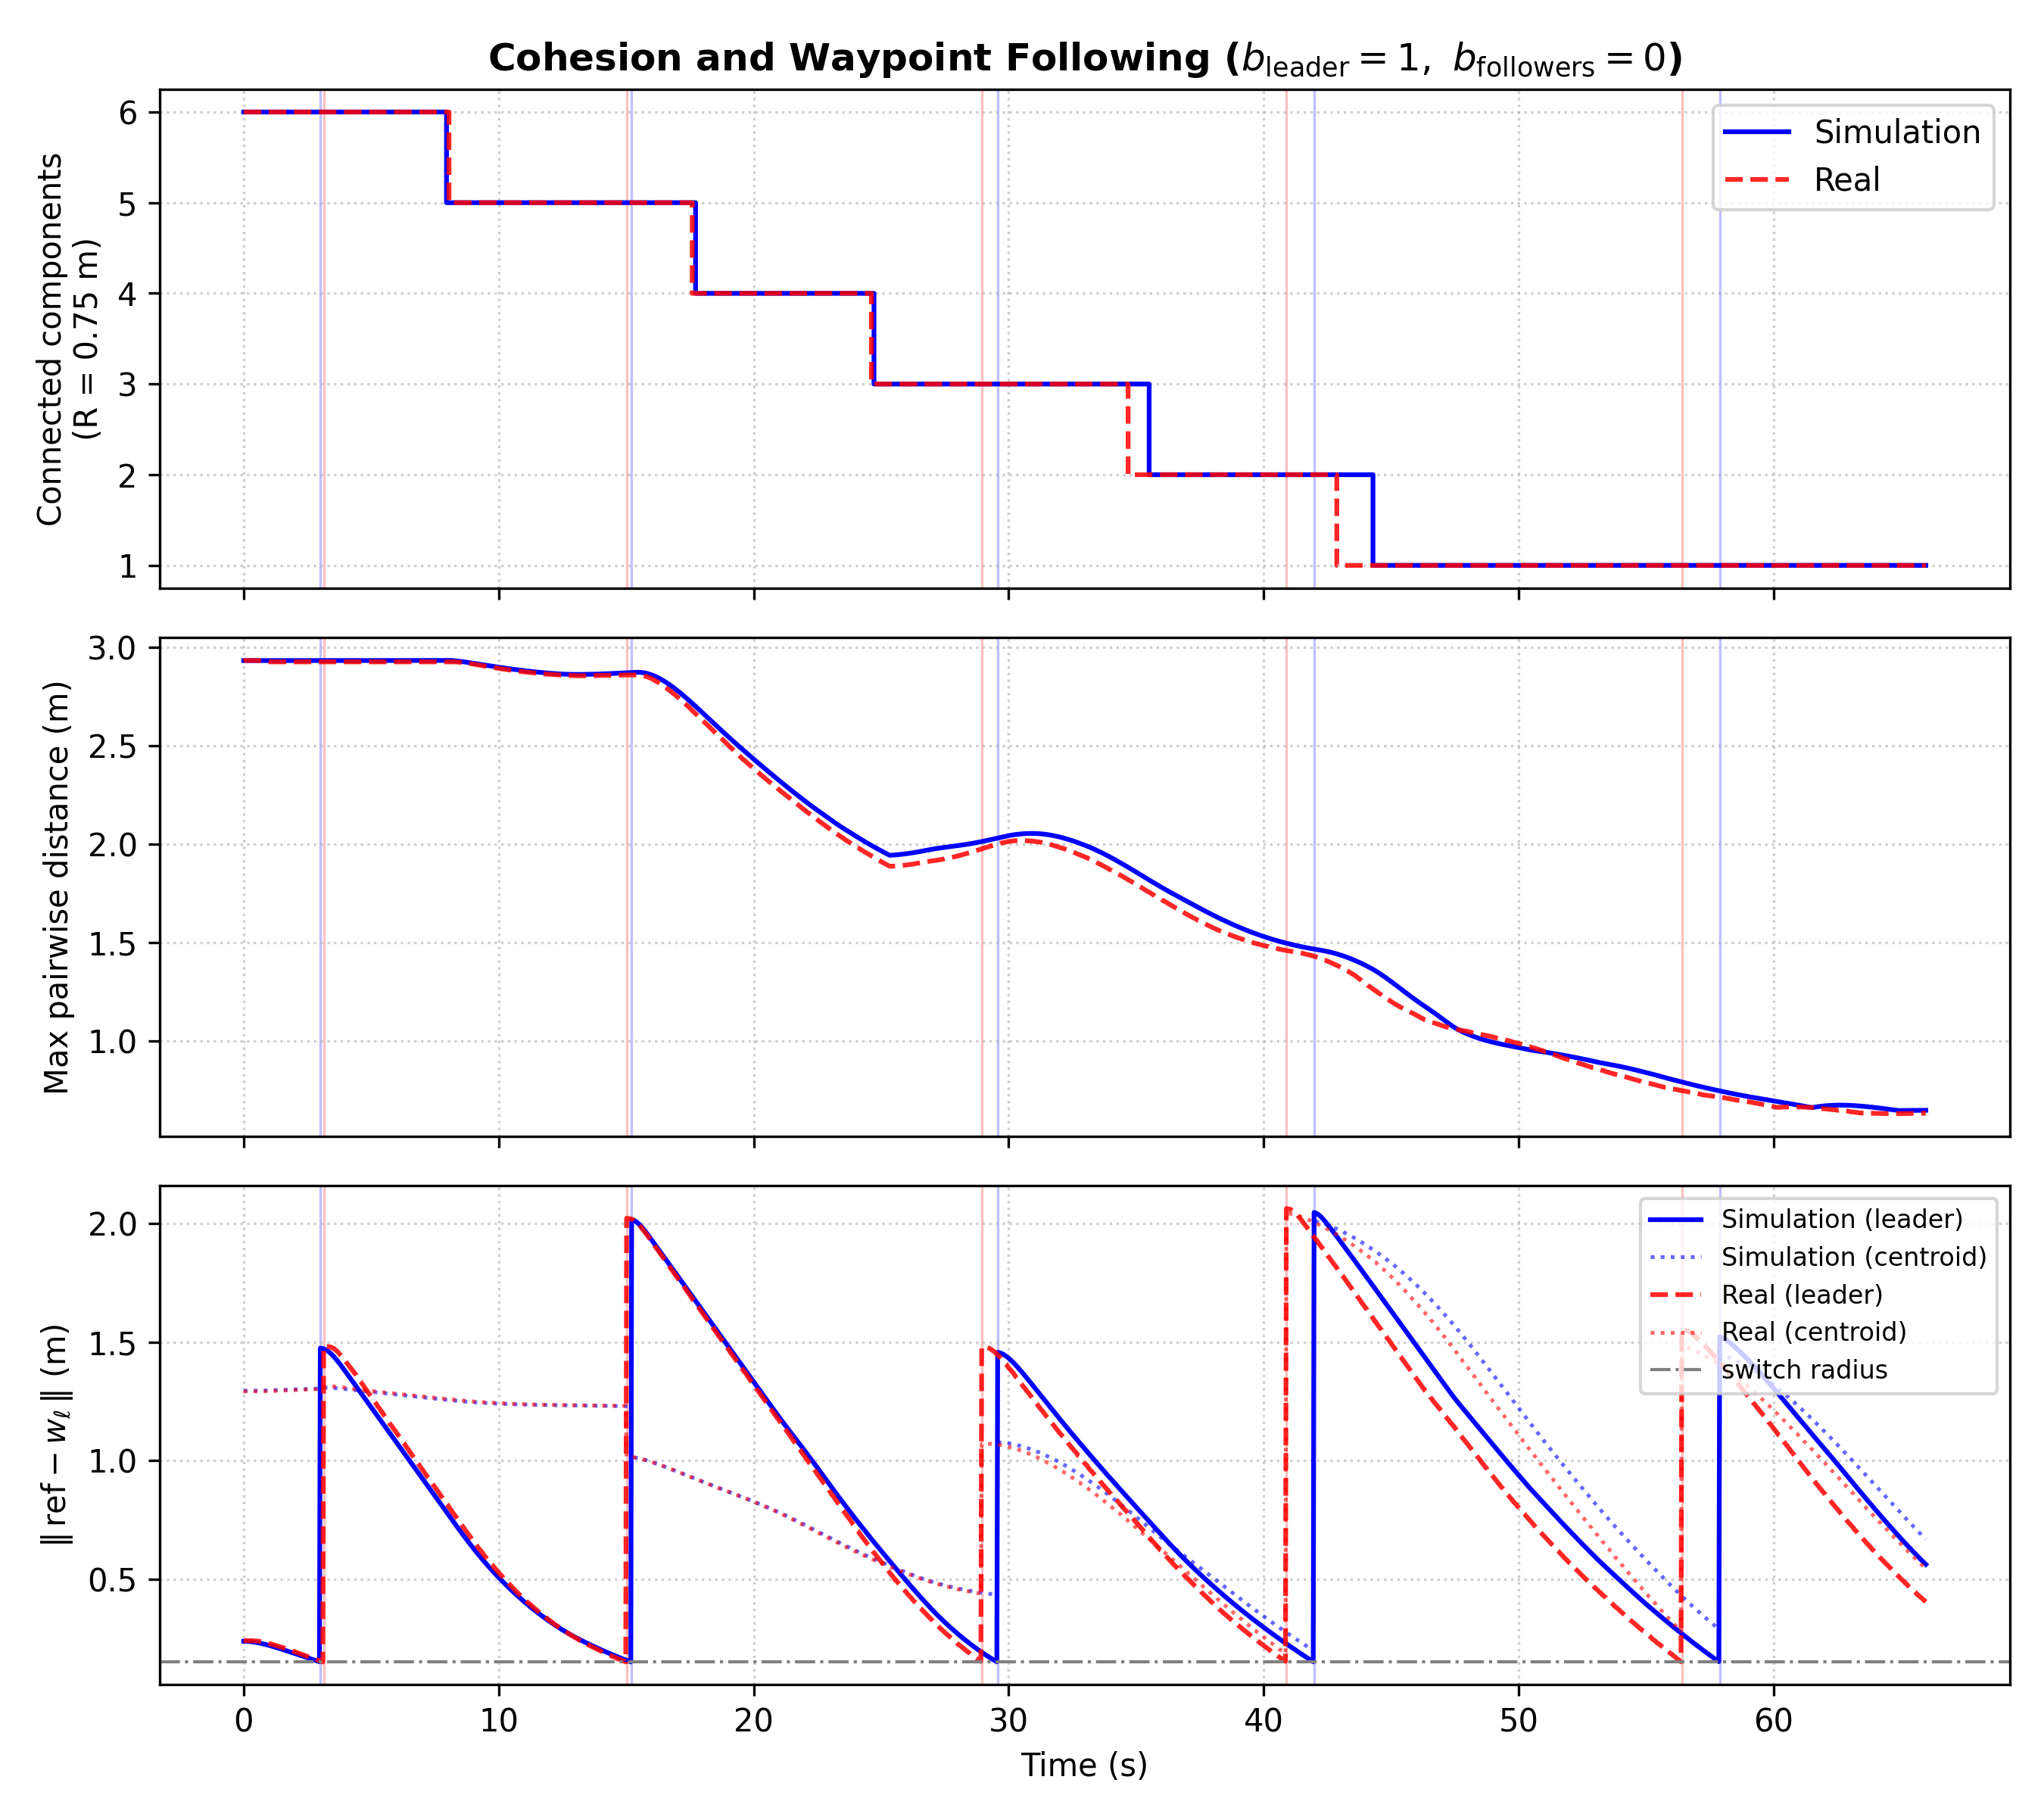 Cohesion and Waypoint Following (b_leader = 1, b_followers = 0)
Connected components
(R = 0.75 m)
6
5
4
3
2
1
Simulation
Real
Max pairwise distance (m)
3.0
2.5
2.0
1.5
1.0
‖ ref − w_ℓ ‖ (m)
2.0
1.5
1.0
0.5
Simulation (leader)
Simulation (centroid)
Real (leader)
Real (centroid)
switch radius
0 10 20 30 40 50 60
Time (s)